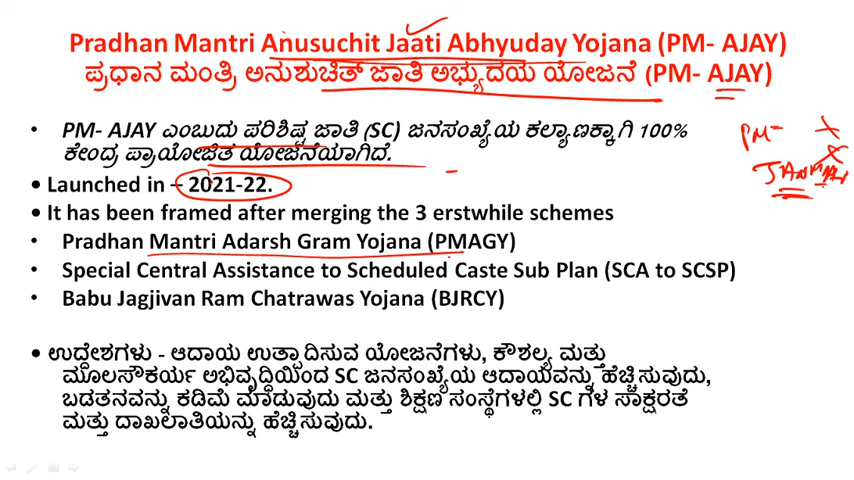 Pradhan Mantri Anusuchit Jaati Abhyuday Yojana (PM- AJAY)
ಪ್ರಧಾನ ಮಂತ್ರಿ ಅನುಶುಚಿತ್ ಜಾತಿ ಅಭ್ಯುದಯ ಯೋಜನೆ (PM- AJAY)
• PM- AJAY ಎಂಬುದು ಪರಿಶಿಷ್ಟ ಜಾತಿ (SC) ಜನಸಂಖ್ಯೆಯ ಕಲ್ಯಾಣಕ್ಕಾಗಿ 100%
ಕೇಂದ್ರ ಪ್ರಾಯೋಜಿತ ಯೋಜನೆಯಾಗಿದೆ.
PM-
• Launched in – 2021-22.
• It has been framed after merging the 3 erstwhile schemes
• Pradhan Mantri Adarsh Gram Yojana (PMAGY)
• Special Central Assistance to Scheduled Caste Sub Plan (SCA to SCSP)
• Babu Jagjivan Ram Chatrawas Yojana (BJRCY)
• ಉದ್ದೇಶಗಳು - ಆದಾಯ ಉತ್ಪಾದಿಸುವ ಯೋಜನೆಗಳು, ಕೌಶಲ್ಯ ಮತ್ತು
ಮೂಲಸೌಕರ್ಯ ಅಭಿವೃದ್ಧಿಯಿಂದ SC ಜನಸಂಖ್ಯೆಯ ಆದಾಯವನ್ನು ಹೆಚ್ಚಿಸುವುದು,
ಬಡತನವನ್ನು ಕಡಿಮೆ ಮಾಡುವುದು ಮತ್ತು ಶಿಕ್ಷಣ ಸಂಸ್ಥೆಗಳಲ್ಲಿ SC ಗಳ ಸಾಕ್ಷರತೆ
ಮತ್ತು ದಾಖಲಾತಿಯನ್ನು ಹೆಚ್ಚಿಸುವುದು.